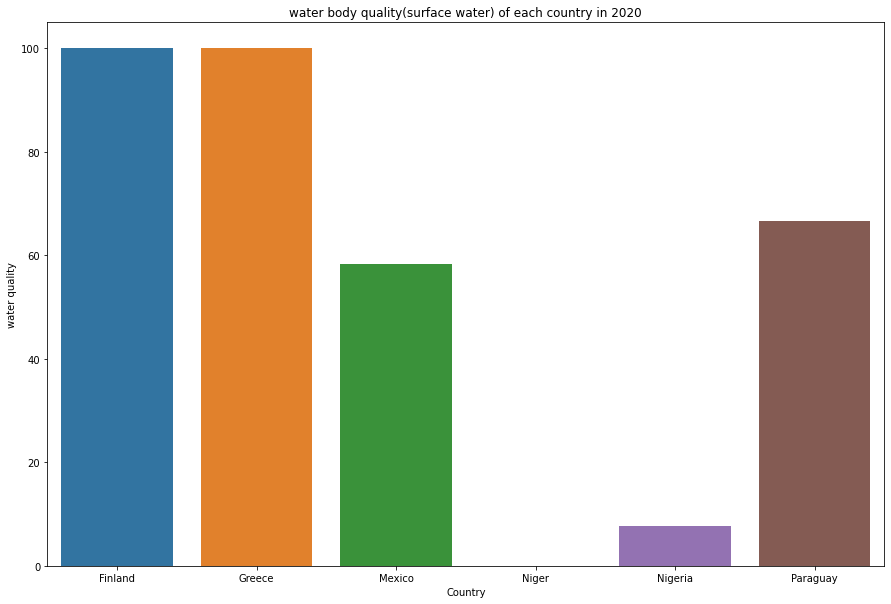 water body quality(surface water) of each country in 2020
water quality
100
80
60
40
20
0
Finland Greece Mexico Niger Nigeria Paraguay
Country